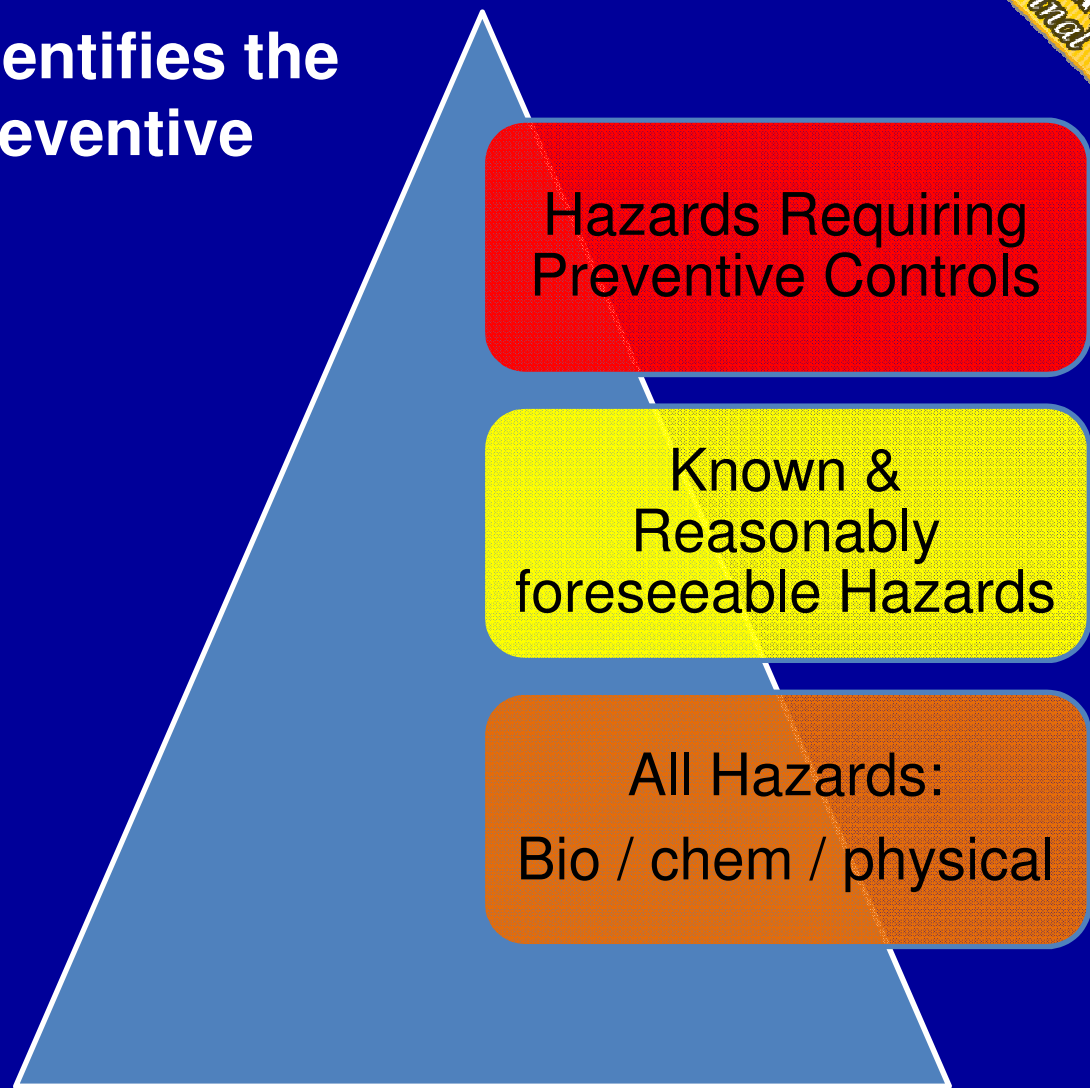 entifies the
eventive
Hazards Requiring
Preventive Controls
Known &
Reasonably
foreseeable Hazards
All Hazards:
Bio / chem / physical